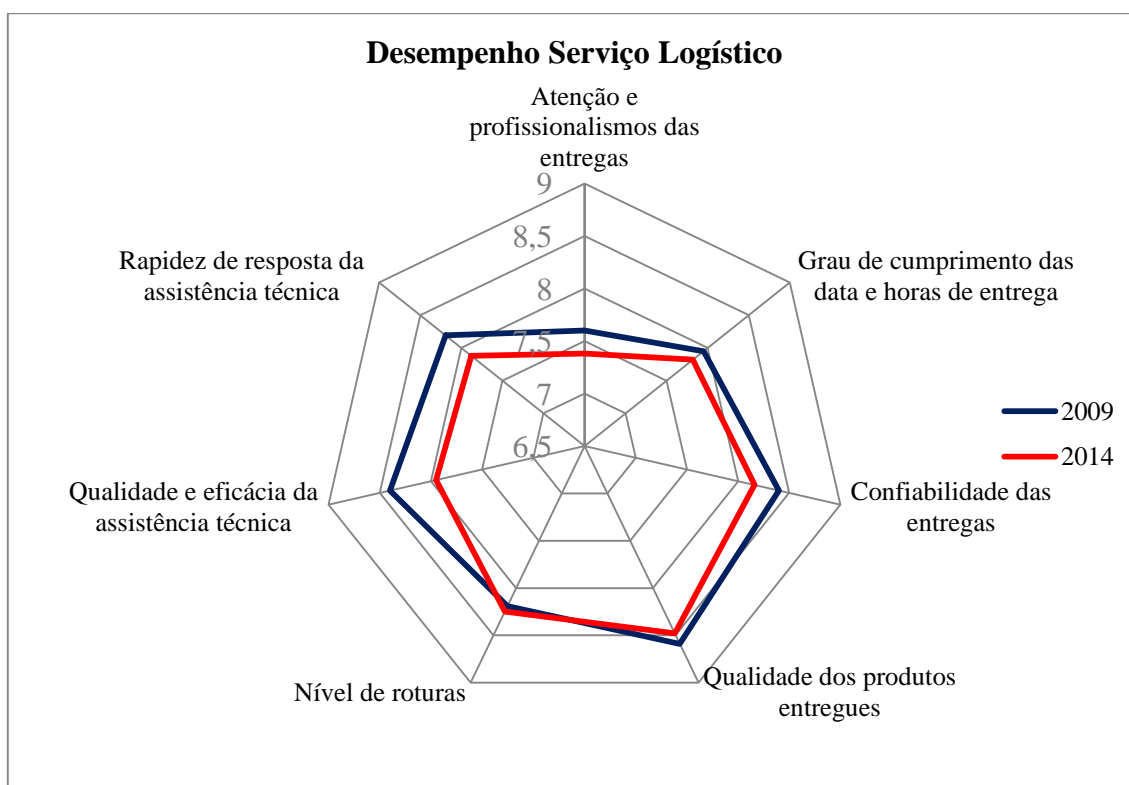 Desempenho Serviço Logístico
Atenção e
profissionalismos das
entregas
9
8,5
8
7,5
7
6,5
Rapidez de resposta da
assistência técnica
Grau de cumprimento das
data e horas de entrega
2009
2014
Qualidade e eficácia da
assistência técnica
Confiabilidade das
entregas
Nível de roturas
Qualidade dos produtos
entregues